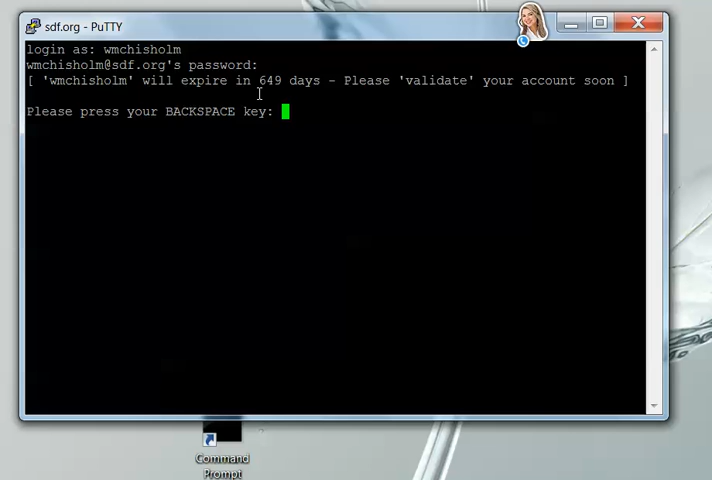 sdf.org - PuTTY
login as: wmchisholm
wmchisholm@sdf.org's password:
[ 'wmchisholm' will expire in 649 days - Please 'validate' your account soon ]
Please press your BACKSPACE key:
Command
Prompt